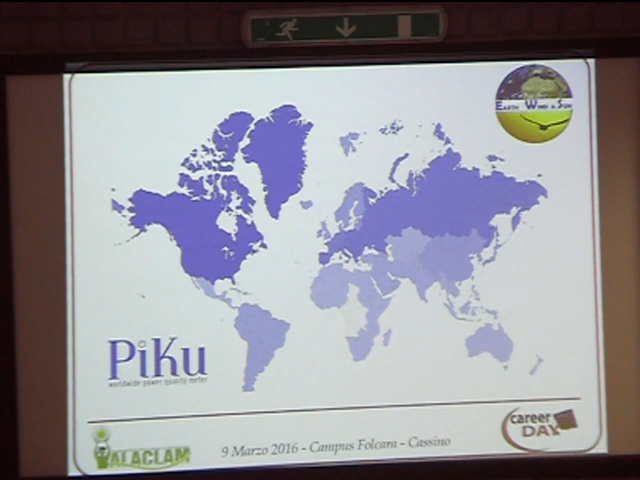 EARTH WIND & SUN
PiKu
worldwide power quality meter
ALACLAM
9 Marzo 2016 - Campus Folcara - Cassino
career
DAY